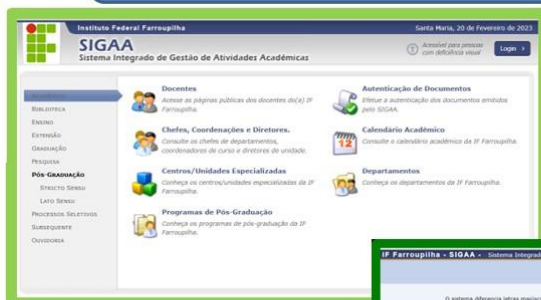 Instituto Federal Farroupilha
Santa Maria, 20 de Fevereiro de 2023
SIGAA
Sistema Integrado de Gestão de Atividades Acadêmicas
Acessível para pessoas
com deficiência visual
Login >
Biblioteca
Ensino
Extensão
Graduação
Pesquisa
Pós-Graduação
Stricto Sensu
Lato Sensu
Processos Seletivos
Subsequente
Ouvidoria
Docentes
Acesse as páginas públicas dos docentes do(a) IF
Farroupilha.
Chefes, Coordenações e Diretores.
Consulte os chefes de departamentos,
coordenadores de curso e diretores de unidade.
Centros/Unidades Especializadas
Conheça os centros/unidades especializadas da IF
Farroupilha.
Programas de Pós-Graduação
Conheça os programas de pós-graduação da IF
Farroupilha.
Autenticação de Documentos
Efetue a autenticação dos documentos emitidos
pelo SIGAA.
Calendário Acadêmico
Consulte o calendário acadêmico da IF Farroupilha.
12
Departamentos
Conheça os departamentos da IF Farroupilha.
IF Farroupilha - SIGAA - Sistema Integrado
O sistema diferencia letras